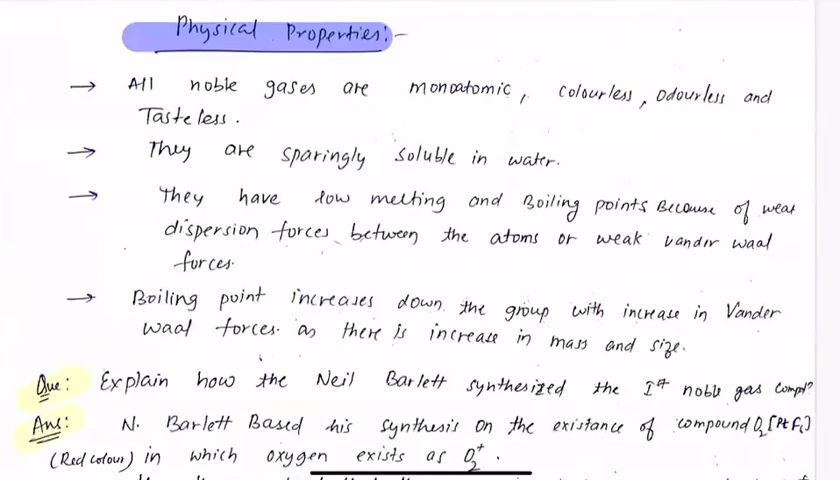 Physical Properties:-
→ All noble gases are monoatomic, colourless, odourless and
Tasteless.
→ They are sparingly soluble in water.
→ They have low melting and Boiling points Because of weak
dispersion forces between the atoms or weak vander waal
forces.
→ Boiling point increases down the group with increase in Vander
waal forces as there is increase in mass and size.
Que: Explain how the Neil Barlett synthesized the Ist noble gas compd?
Ans: N. Barlett Based his synthesis on the existance of compound O2[PtF6]
(Red colour) in which oxygen exists as O2+.